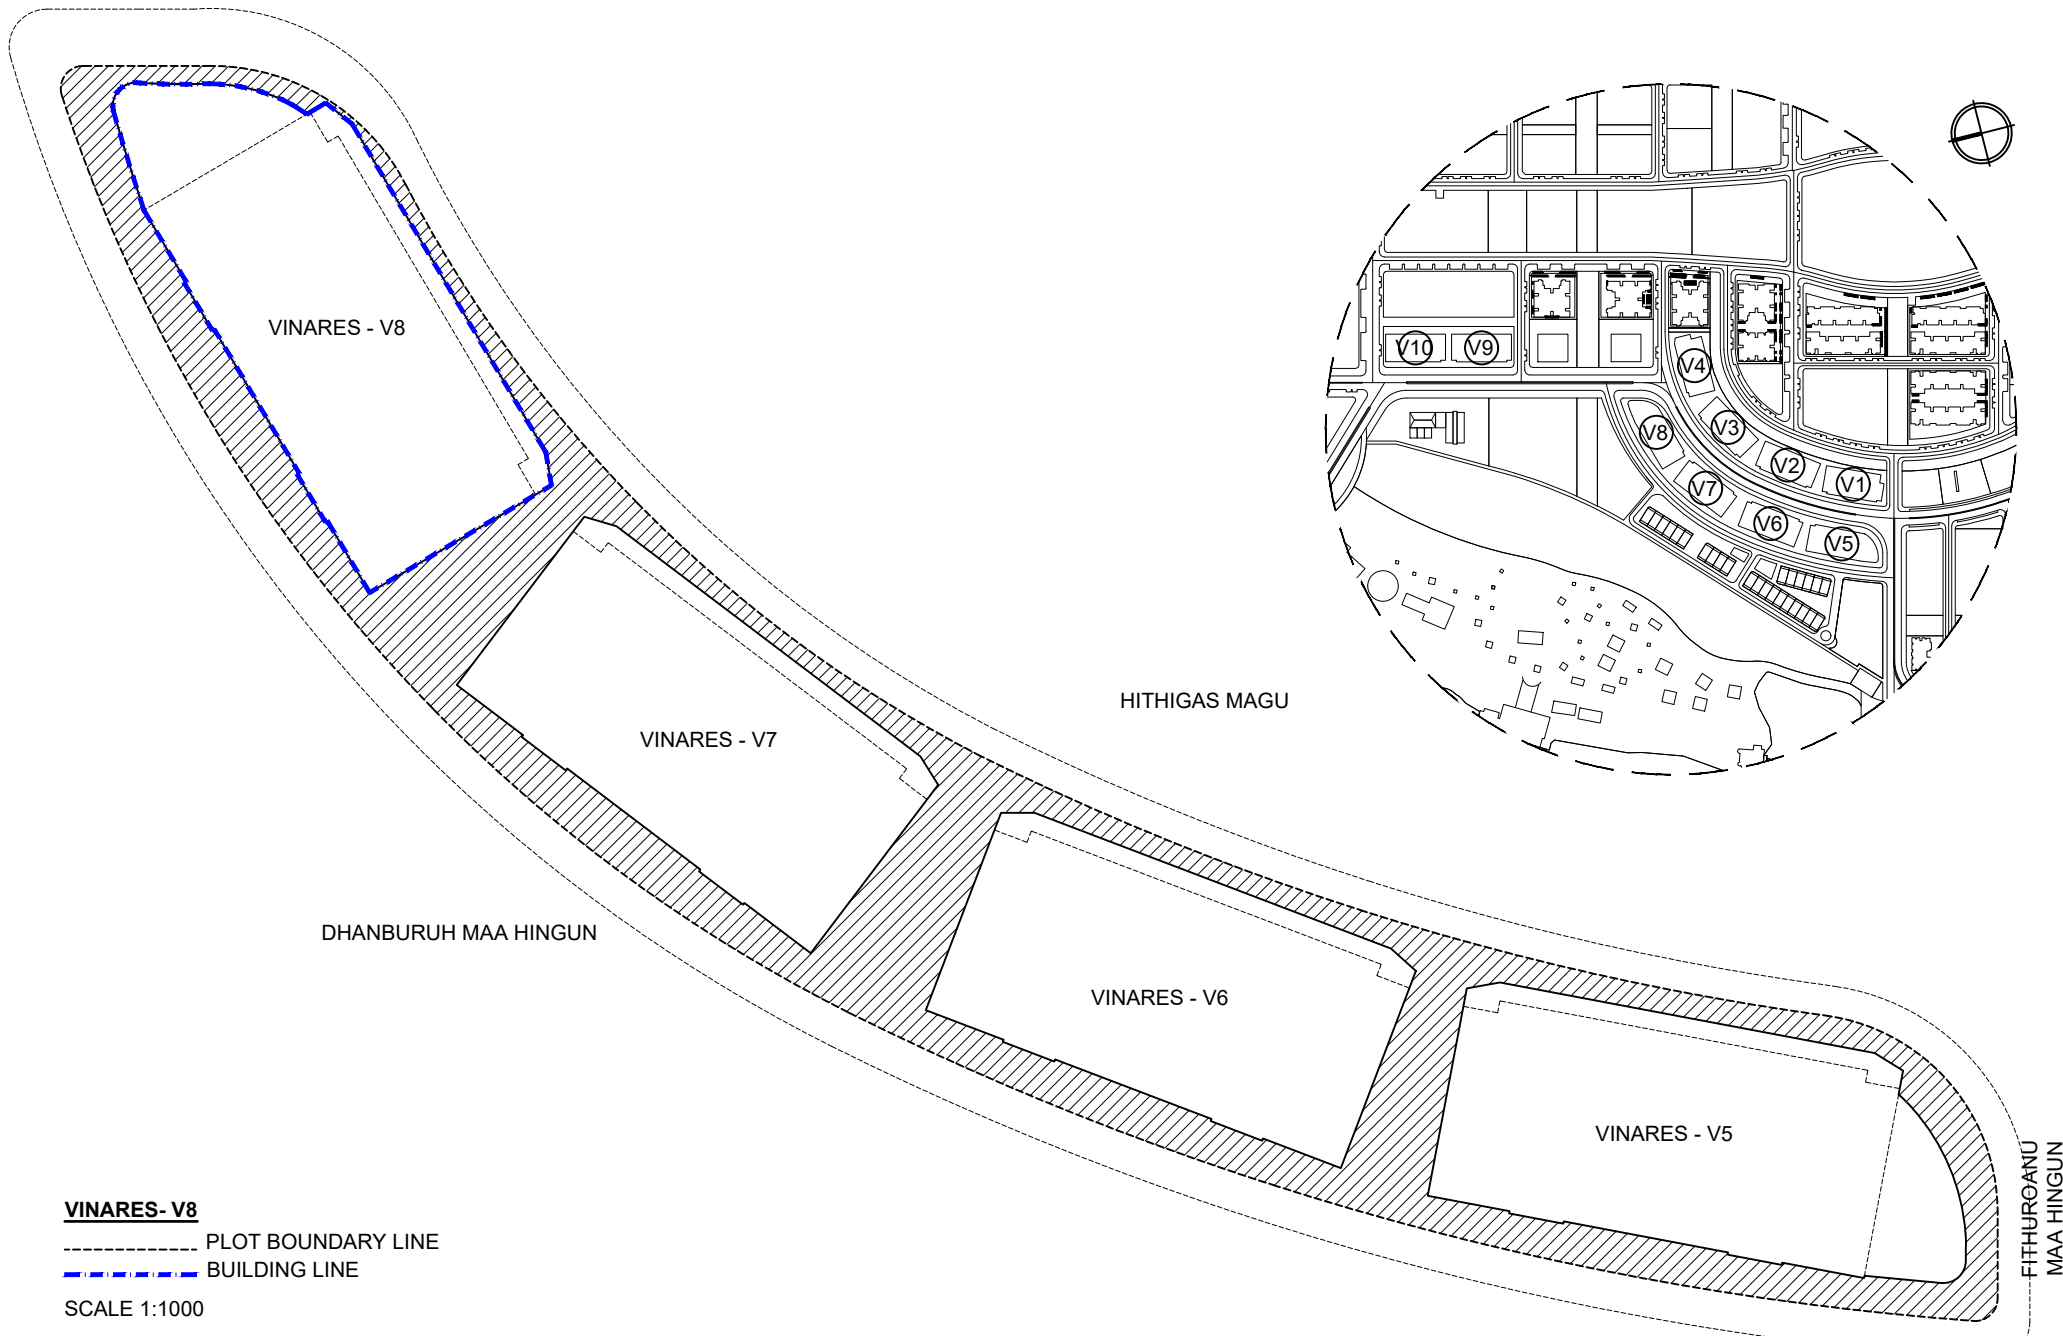 VINARES - V8
VINARES - V7
VINARES - V6
VINARES - V5
HITHIGAS MAGU
DHANBURUH MAA HINGUN
FITHUROANU
MAA HINGUN
V10
V9
V4
V3
V2
V1
V8
V7
V6
V5
VINARES- V8
PLOT BOUNDARY LINE
BUILDING LINE
SCALE 1:1000